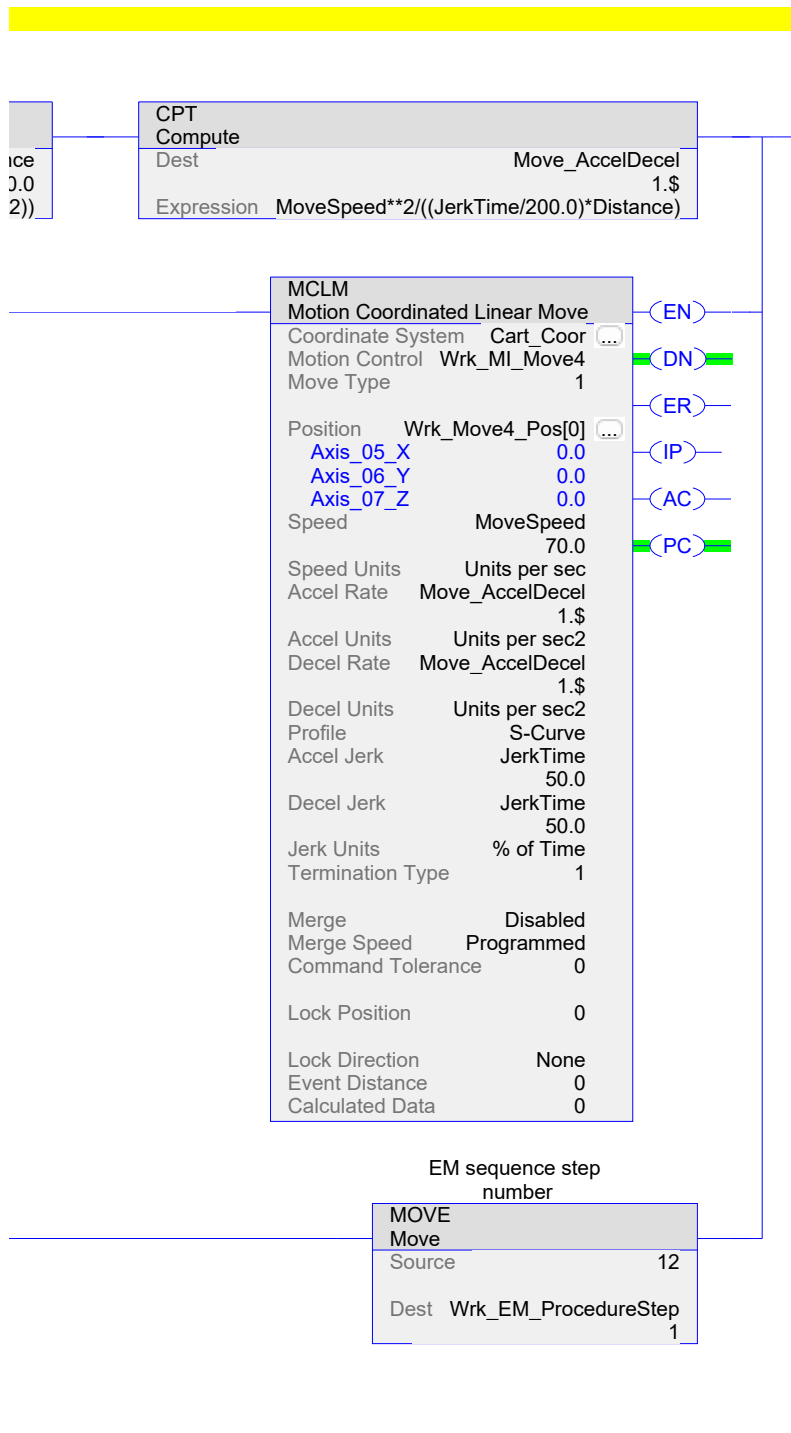 CPT
Compute
nce
Dest Move_AccelDecel
0.0
1.$
2))
Expression MoveSpeed**2/((JerkTime/200.0)*Distance)
MCLM
Motion Coordinated Linear Move
EN
Coordinate System Cart_Coor ...
Motion Control Wrk_MI_Move4
DN
Move Type 1
ER
Position Wrk_Move4_Pos[0] ...
Axis_05_X 0.0
IP
Axis_06_Y 0.0
Axis_07_Z 0.0
AC
Speed MoveSpeed
70.0
PC
Speed Units Units per sec
Accel Rate Move_AccelDecel
1.$
Accel Units Units per sec2
Decel Rate Move_AccelDecel
1.$
Decel Units Units per sec2
Profile S-Curve
Accel Jerk JerkTime
50.0
Decel Jerk JerkTime
50.0
Jerk Units % of Time
Termination Type 1
Merge Disabled
Merge Speed Programmed
Command Tolerance 0
Lock Position 0
Lock Direction None
Event Distance 0
Calculated Data 0
EM sequence step
number
MOVE
Move
Source 12
Dest Wrk_EM_ProcedureStep
1